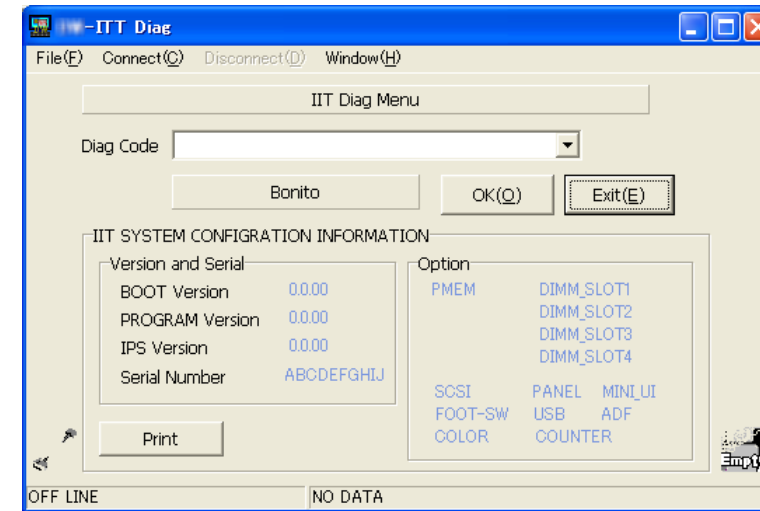 -ITT Diag
File(F) Connect(C) Disconnect(D) Window(H)
IIT Diag Menu
Diag Code
Bonito OK(O) Exit(E)
IIT SYSTEM CONFIGRATION INFORMATION
Version and Serial
BOOT Version 0.0.00
PROGRAM Version 0.0.00
IPS Version 0.0.00
Serial Number ABCDEFGHIJ
Option
PMEM DIMM_SLOT1
DIMM_SLOT2
DIMM_SLOT3
DIMM_SLOT4
SCSI PANEL MINI_UI
FOOT-SW USB ADF
COLOR COUNTER
Print
OFF LINE NO DATA